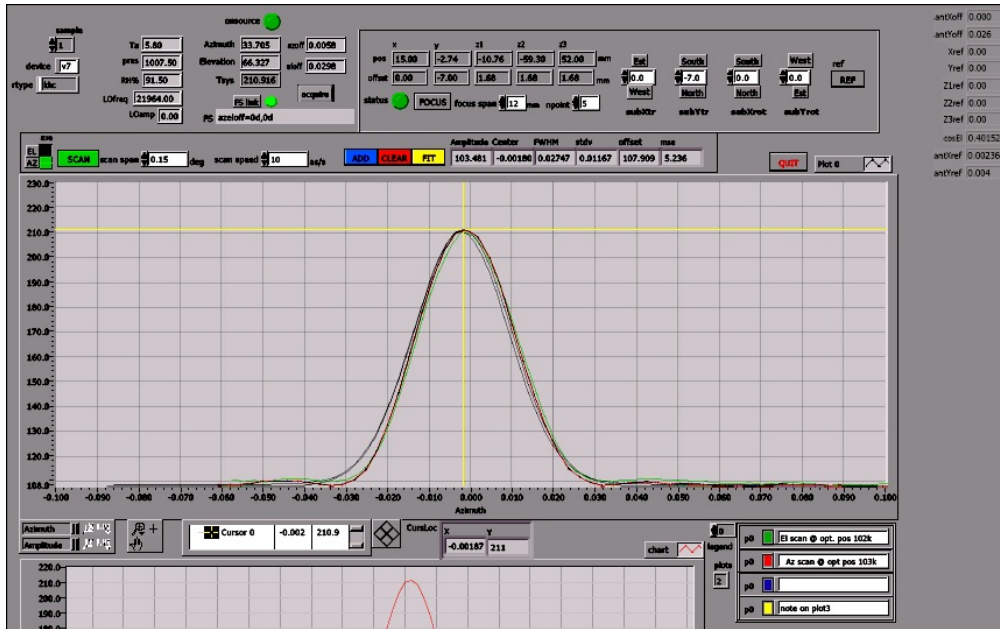 onsource
sample
1
device v7
rtype khc
Ta 5.80
pres 1007.50
RH% 91.50
LOfreq 21964.00
LOamp 0.00
Azimuth 33.705 azoff 0.0058
Elevation 66.327 eloff 0.0298
Tsys 210.916
FS link acquire
FS azeloff=0d,0d
x y z1 z2 z3
pos 15.00 -2.74 -10.76 -59.30 52.00 mm
offset 0.00 -7.00 1.68 1.68 1.68 mm
status FOCUS focus span 12 mm npoint 5
Est South South West
0.0 -7.0 0.0 0.0
West North North Est
subXtr subYtr subXrot subYrot
ref
REF
antXoff 0.000
antYoff 0.026
Xref 0.00
Yref 0.00
Z1ref 0.00
Z2ref 0.00
Z3ref 0.00
cosEl 0.40152
antXref 0.00236
antYref 0.004
EL
AZ
SCAN scan span 0.15 deg scan speed 10 as/s
ADD CLEAR FIT
Amplitude Center FWHM stdv offset mse
103.481 -0.00180 0.02747 0.01167 107.909 5.236
QUIT Plot 0
230.0
220.0
210.0
200.0
190.0
180.0
170.0
160.0
150.0
140.0
130.0
120.0
108.0
-0.100 -0.090 -0.080 -0.070 -0.060 -0.050 -0.040 -0.030 -0.020 -0.010 0.000 0.010 0.020 0.030 0.040 0.050 0.060 0.070 0.080 0.090 0.100
Azimuth
Azimuth
Amplitude
Cursor 0 -0.002 210.9
CursLoc X Y
-0.00187 211
chart
0
legend
plots
2
p0 El scan @ opt. pos 102k
p0 Az scan @ opt pos 103k
p0
p0 note on plot3
220.0
210.0
200.0
190.0
180.0